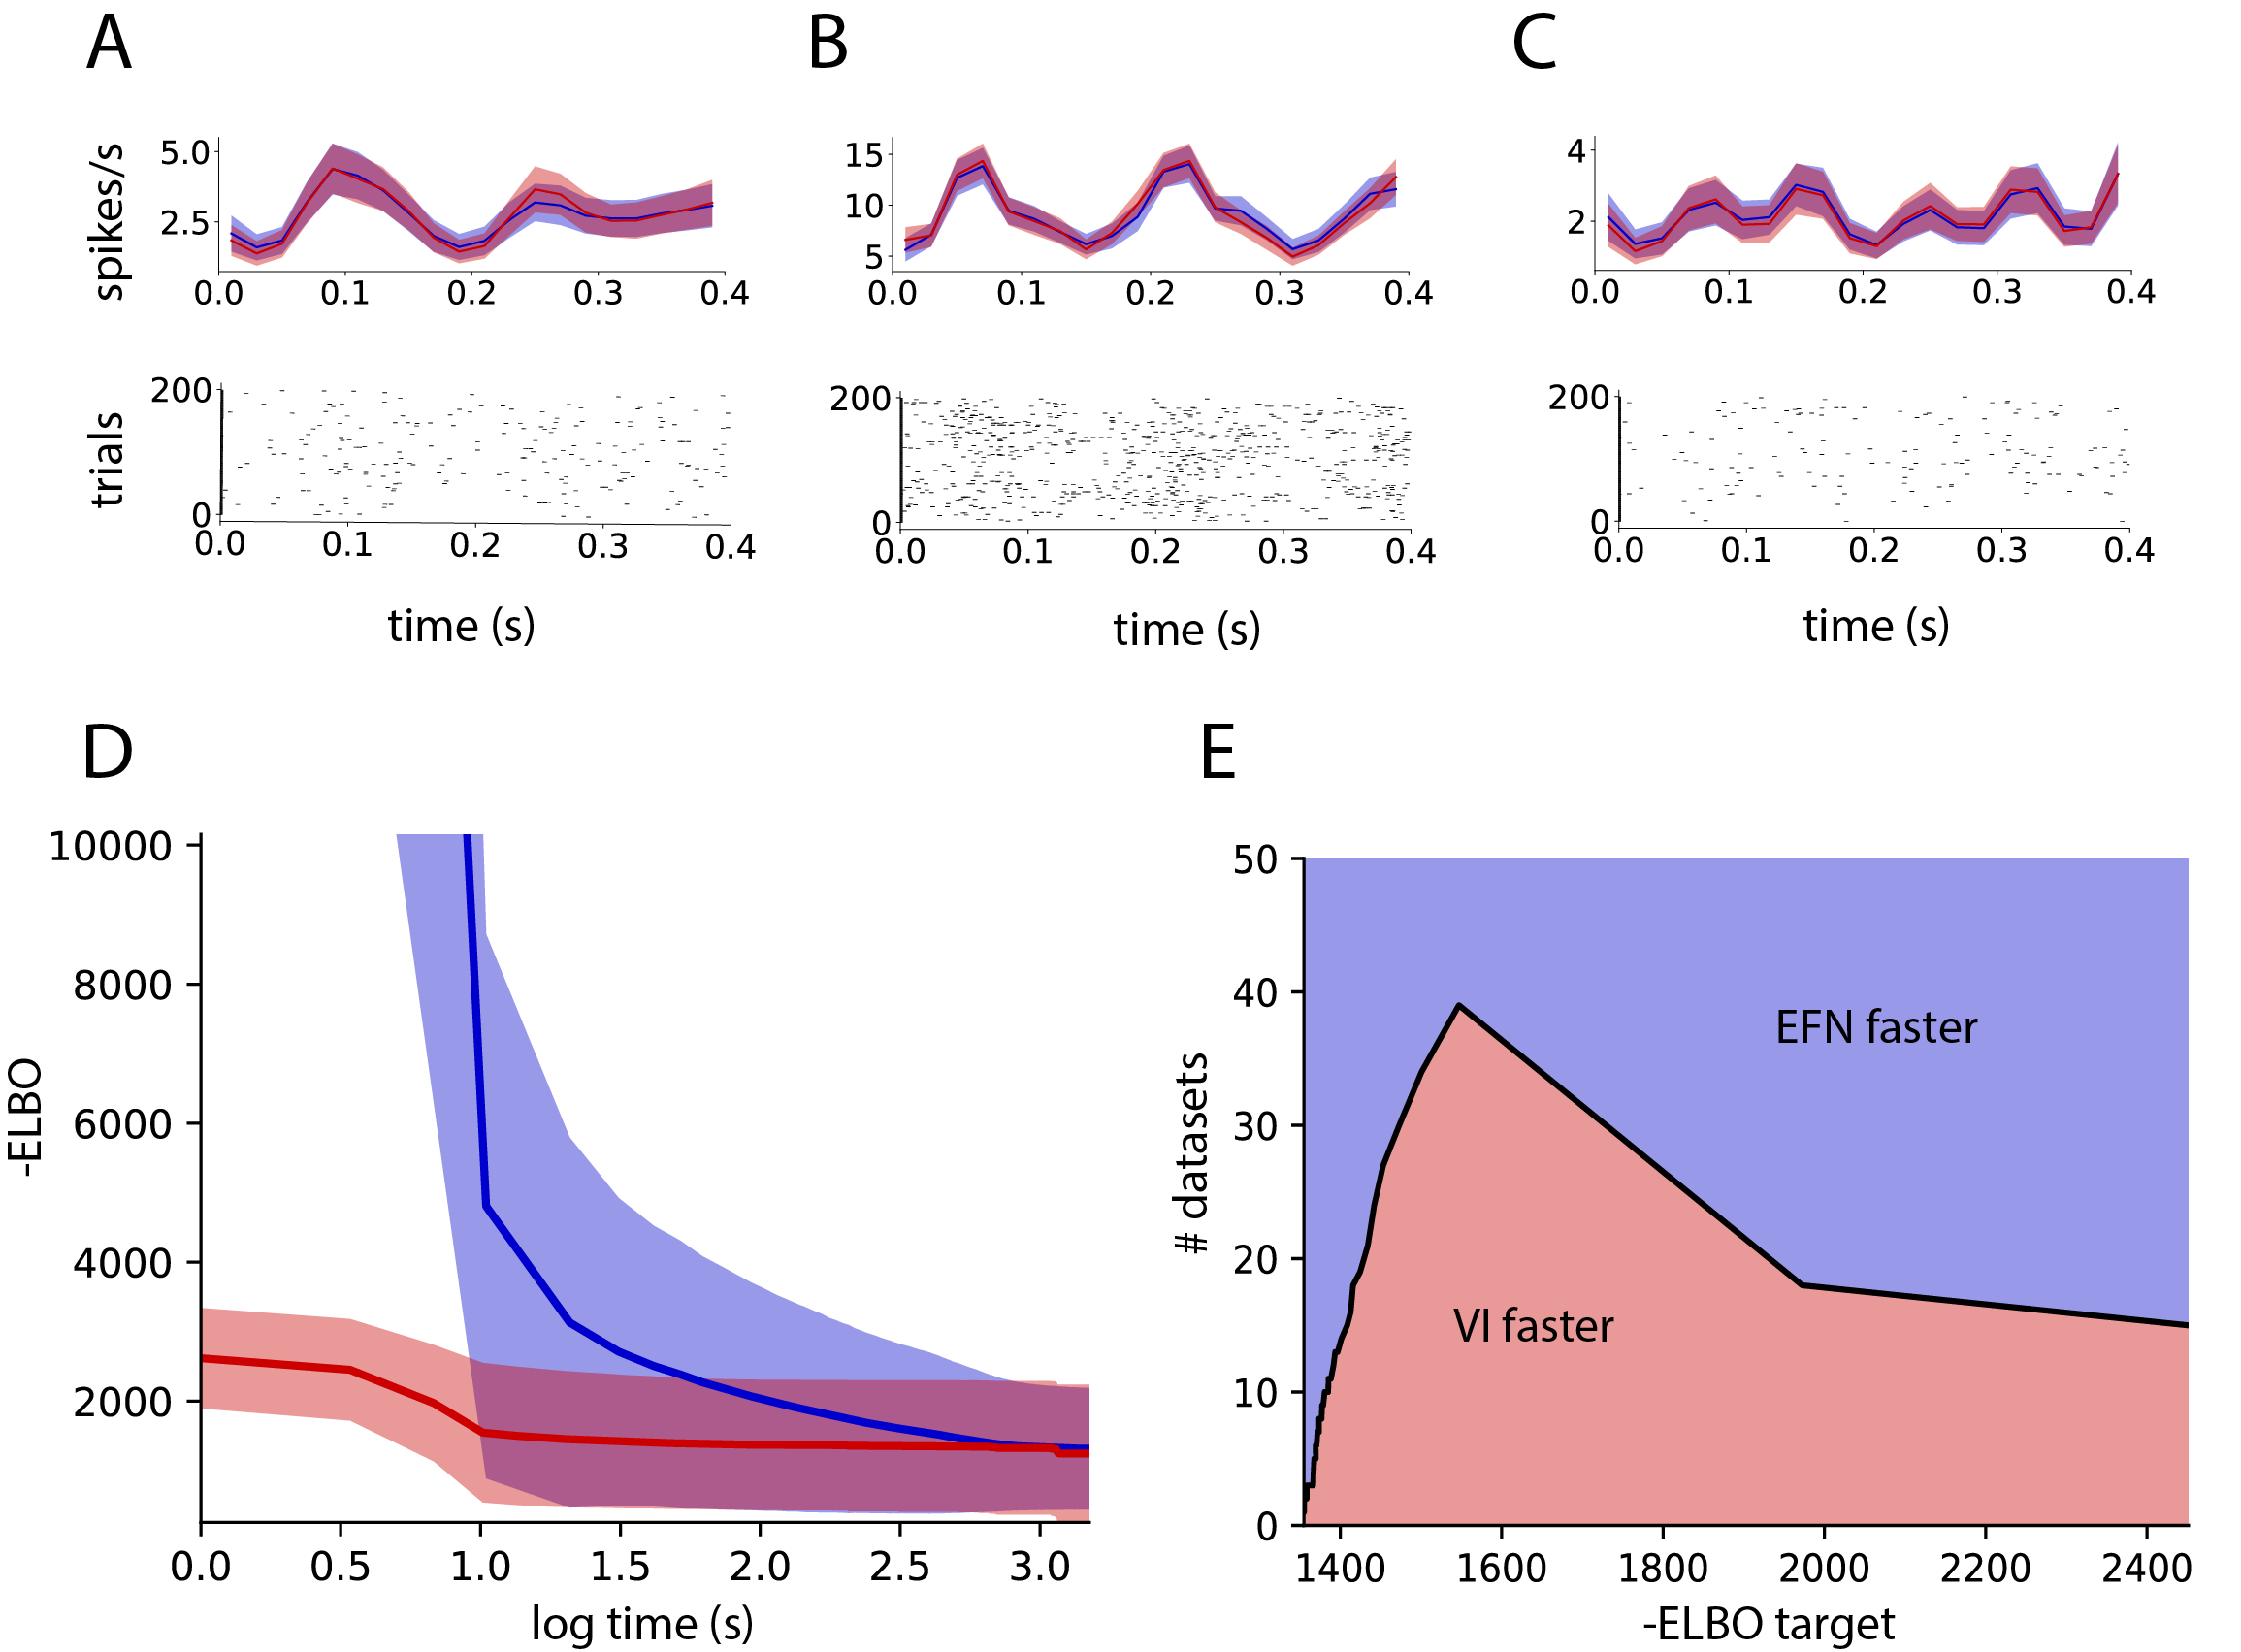 A
B
C
spikes/s
5.0
2.5
0.0 0.1 0.2 0.3 0.4
15
10
5
0.0 0.1 0.2 0.3 0.4
4
2
0.0 0.1 0.2 0.3 0.4
trials
200
0
0.0 0.1 0.2 0.3 0.4
time (s)
200
0
0.0 0.1 0.2 0.3 0.4
time (s)
200
0
0.0 0.1 0.2 0.3 0.4
time (s)
D
-ELBO
10000
8000
6000
4000
2000
0.0 0.5 1.0 1.5 2.0 2.5 3.0
log time (s)
E
# datasets
50
40
30
20
10
0
EFN faster
VI faster
1400 1600 1800 2000 2200 2400
-ELBO target